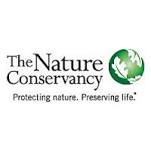 The Nature
Conservancy
Protecting nature. Preserving life.